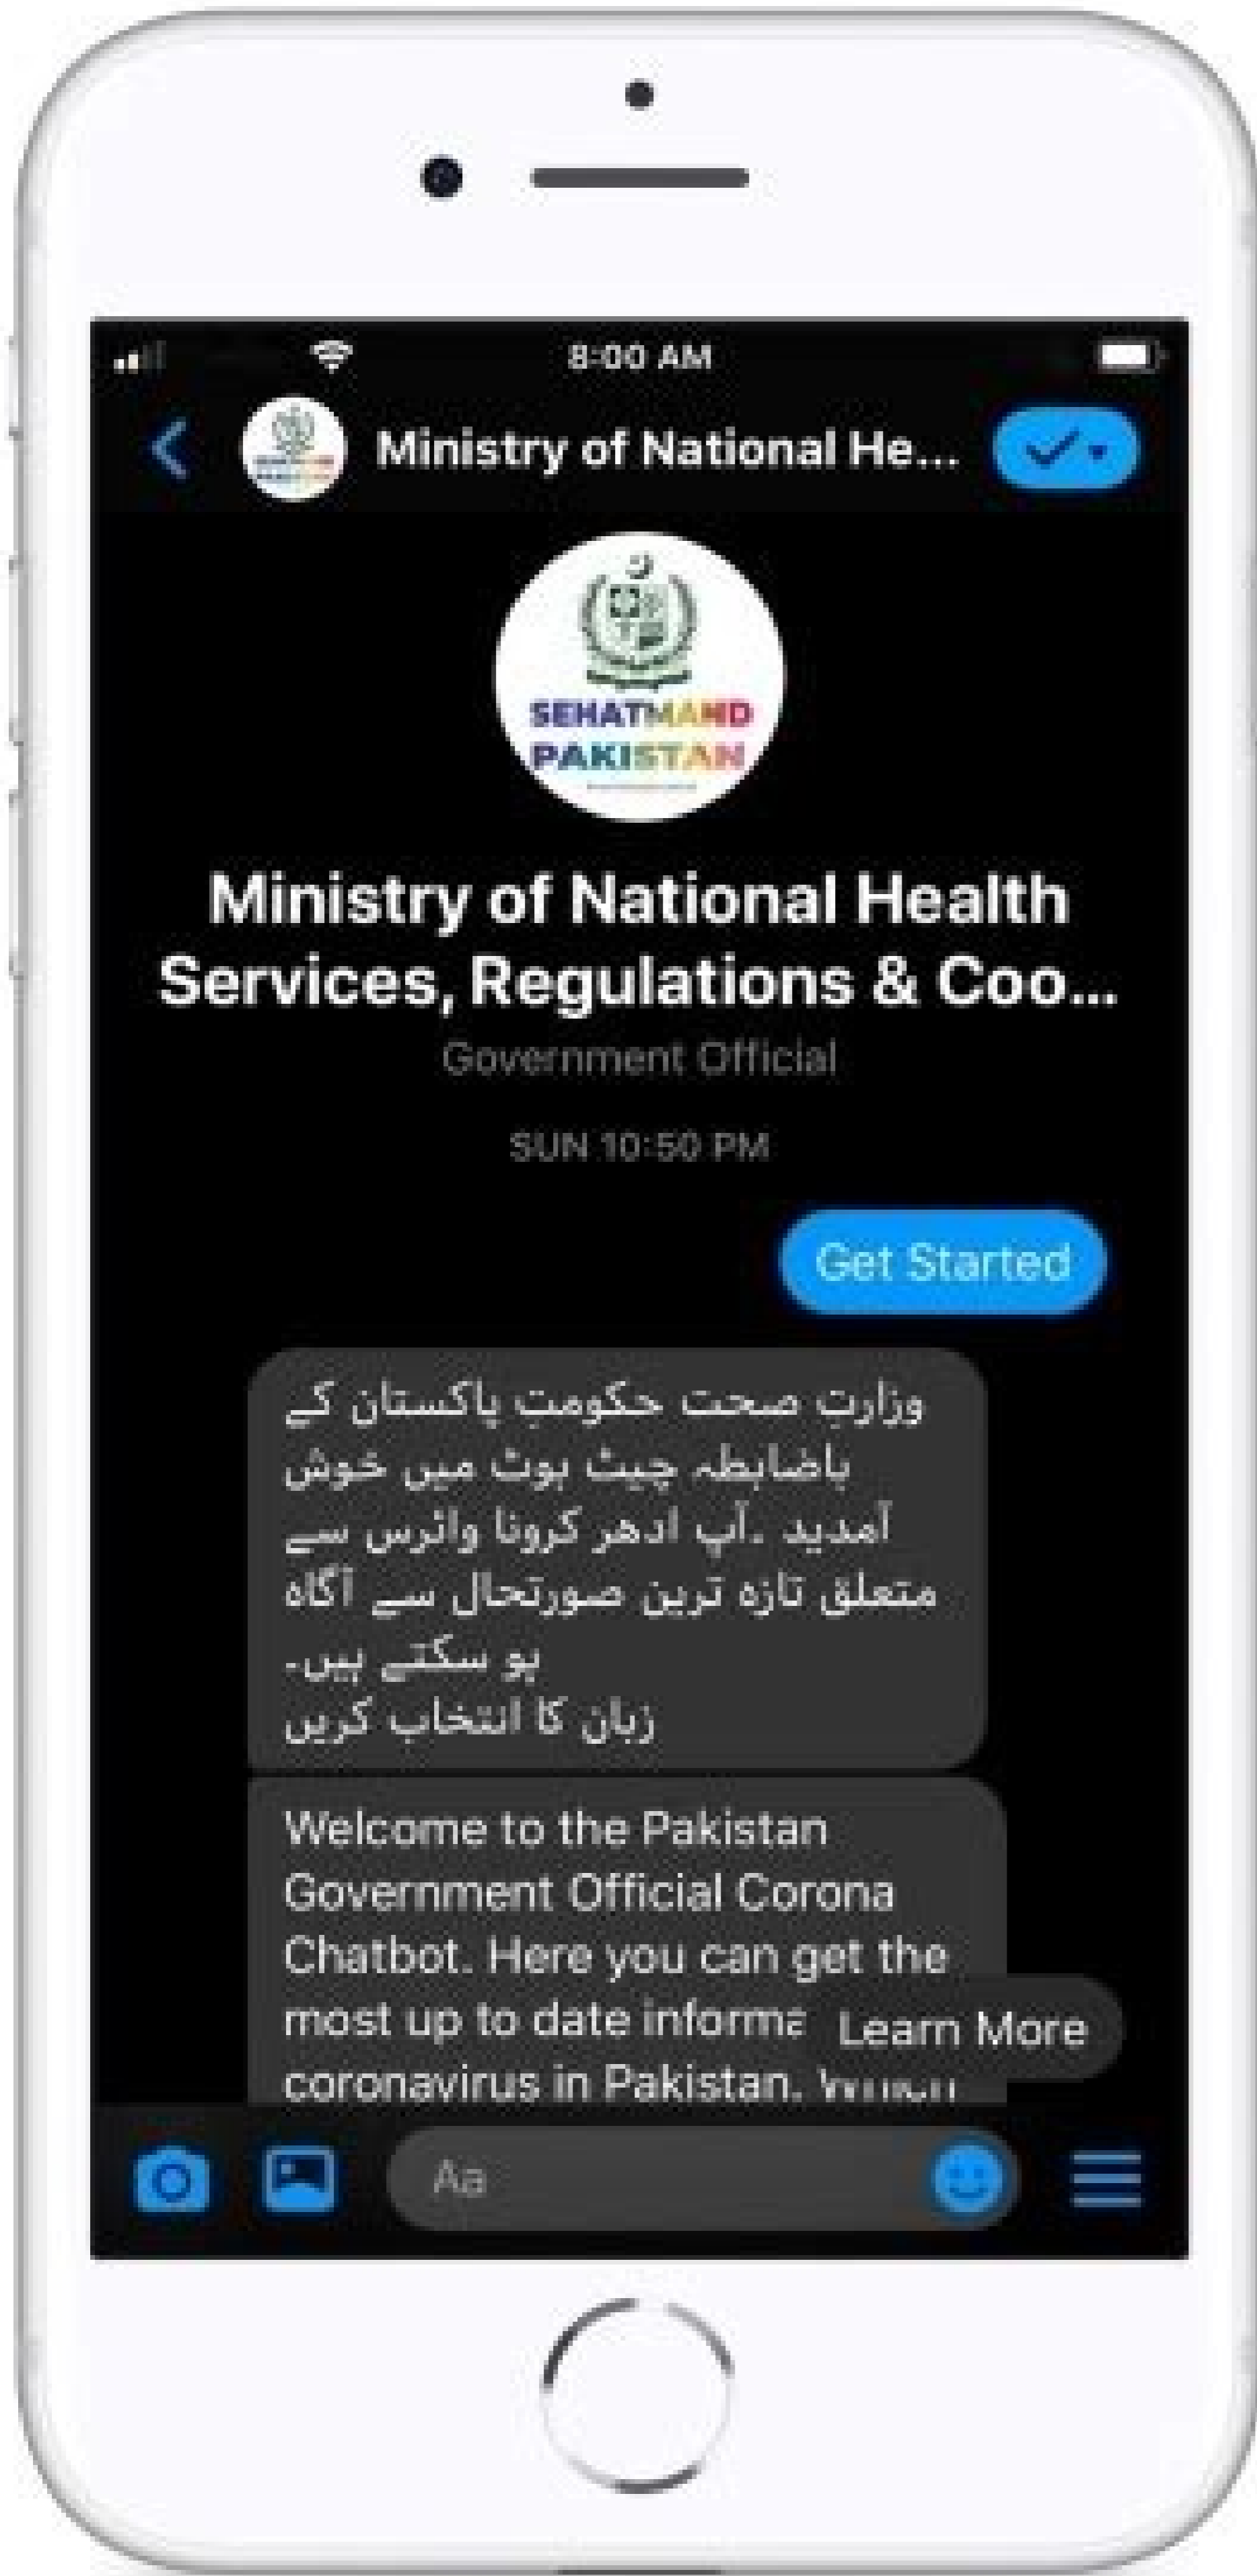 8:00 AM
Ministry of National He...
SEHATMAND
PAKISTAN
Ministry of National Health
Services, Regulations & Coo...
Government Official
SUN 10:50 PM
Get Started
وزارتِ صحت حکومتِ پاکستان کے
باضابطہ چیٹ بوٹ میں خوش
آمدید ۔آپ ادھر کرونا وائرس سے
متعلق تازہ ترین صورتحال سے آگاہ
ہو سکتے ہیں۔
زبان کا انتخاب کریں
Welcome to the Pakistan
Government Official Corona
Chatbot. Here you can get the
most up to date informa
Learn More
coronavirus in Pakistan. Which
Aa